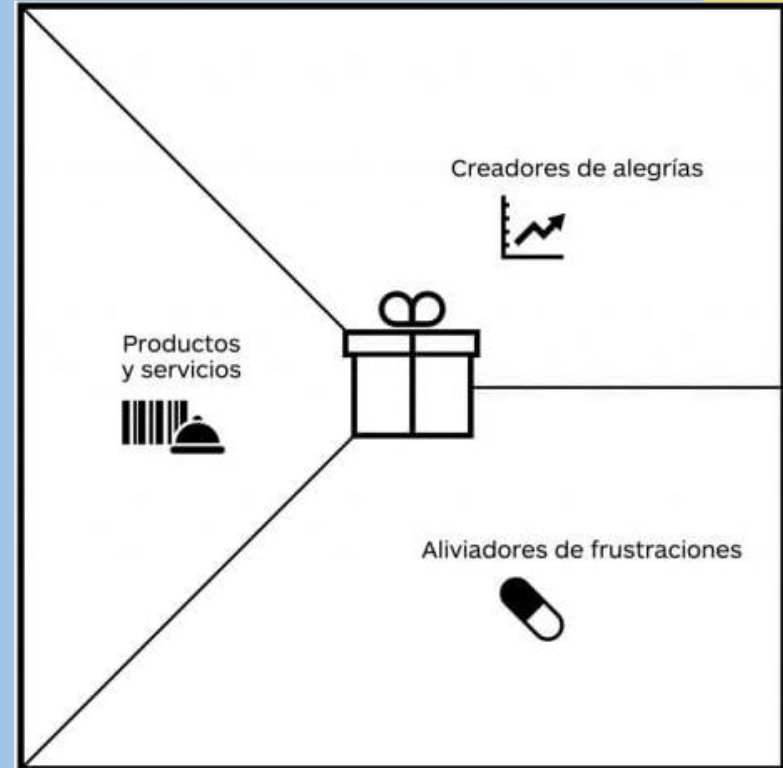 Creadores de alegrías
Productos
y servicios
Aliviadores de frustraciones